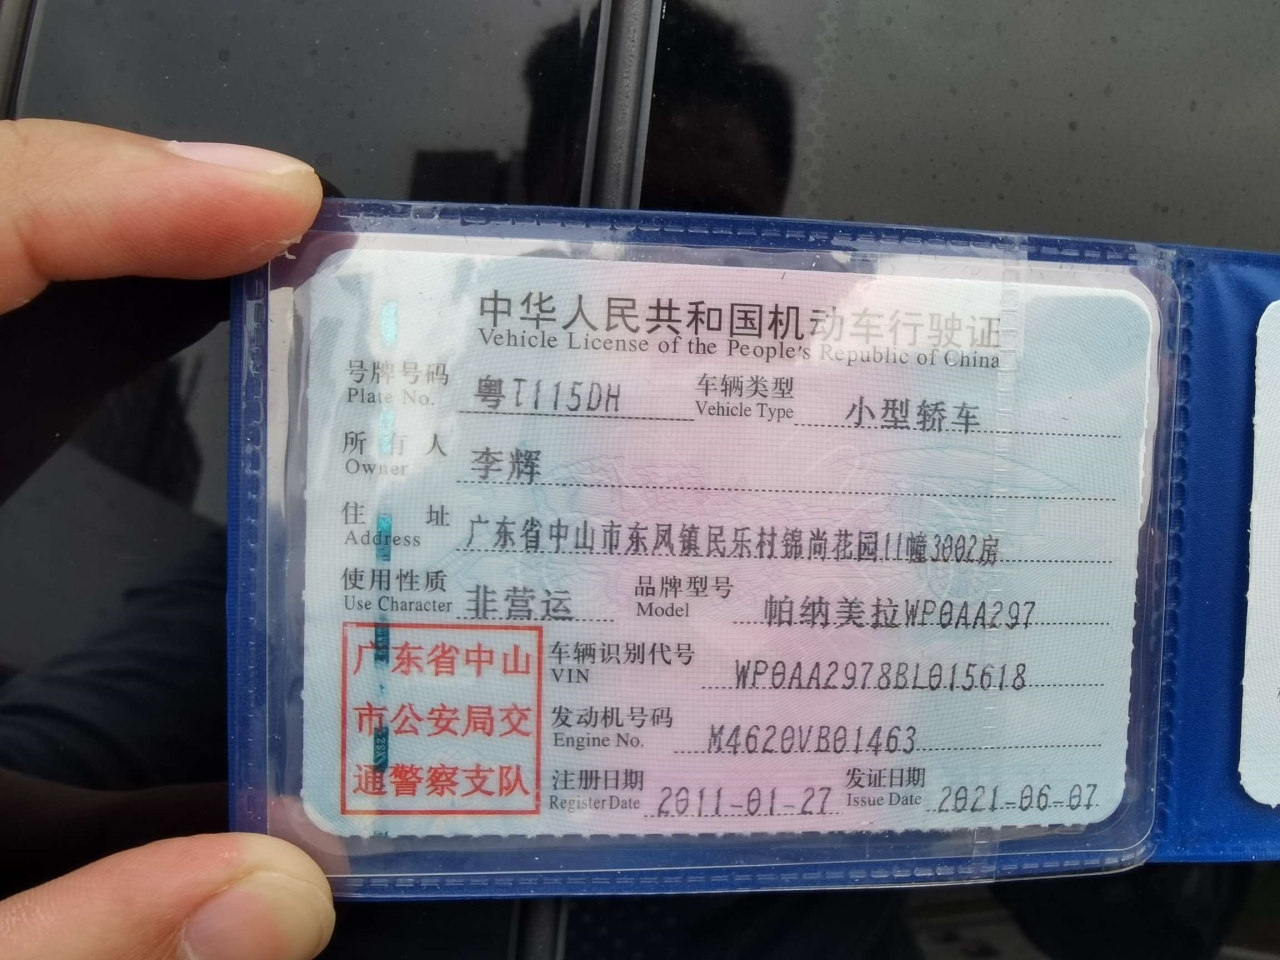 中华人民共和国机动车行驶证
Vehicle License of the People's Republic of China
号牌号码 粤T115DH 车辆类型 小型轿车
Plate No. Vehicle Type
所有人 李辉
Owner
住址 广东省中山市东凤镇民乐村锦尚花园11幢3002房
Address
使用性质 非营运 品牌型号 帕纳美拉WP0AA297
Use Character Model
广东省中山
市公安局交
通警察支队
车辆识别代号 WP0AA2978BL015618
VIN
发动机号码 M4620VB01463
Engine No.
注册日期 2011-01-27 发证日期 2021-06-07
Register Date Issue Date